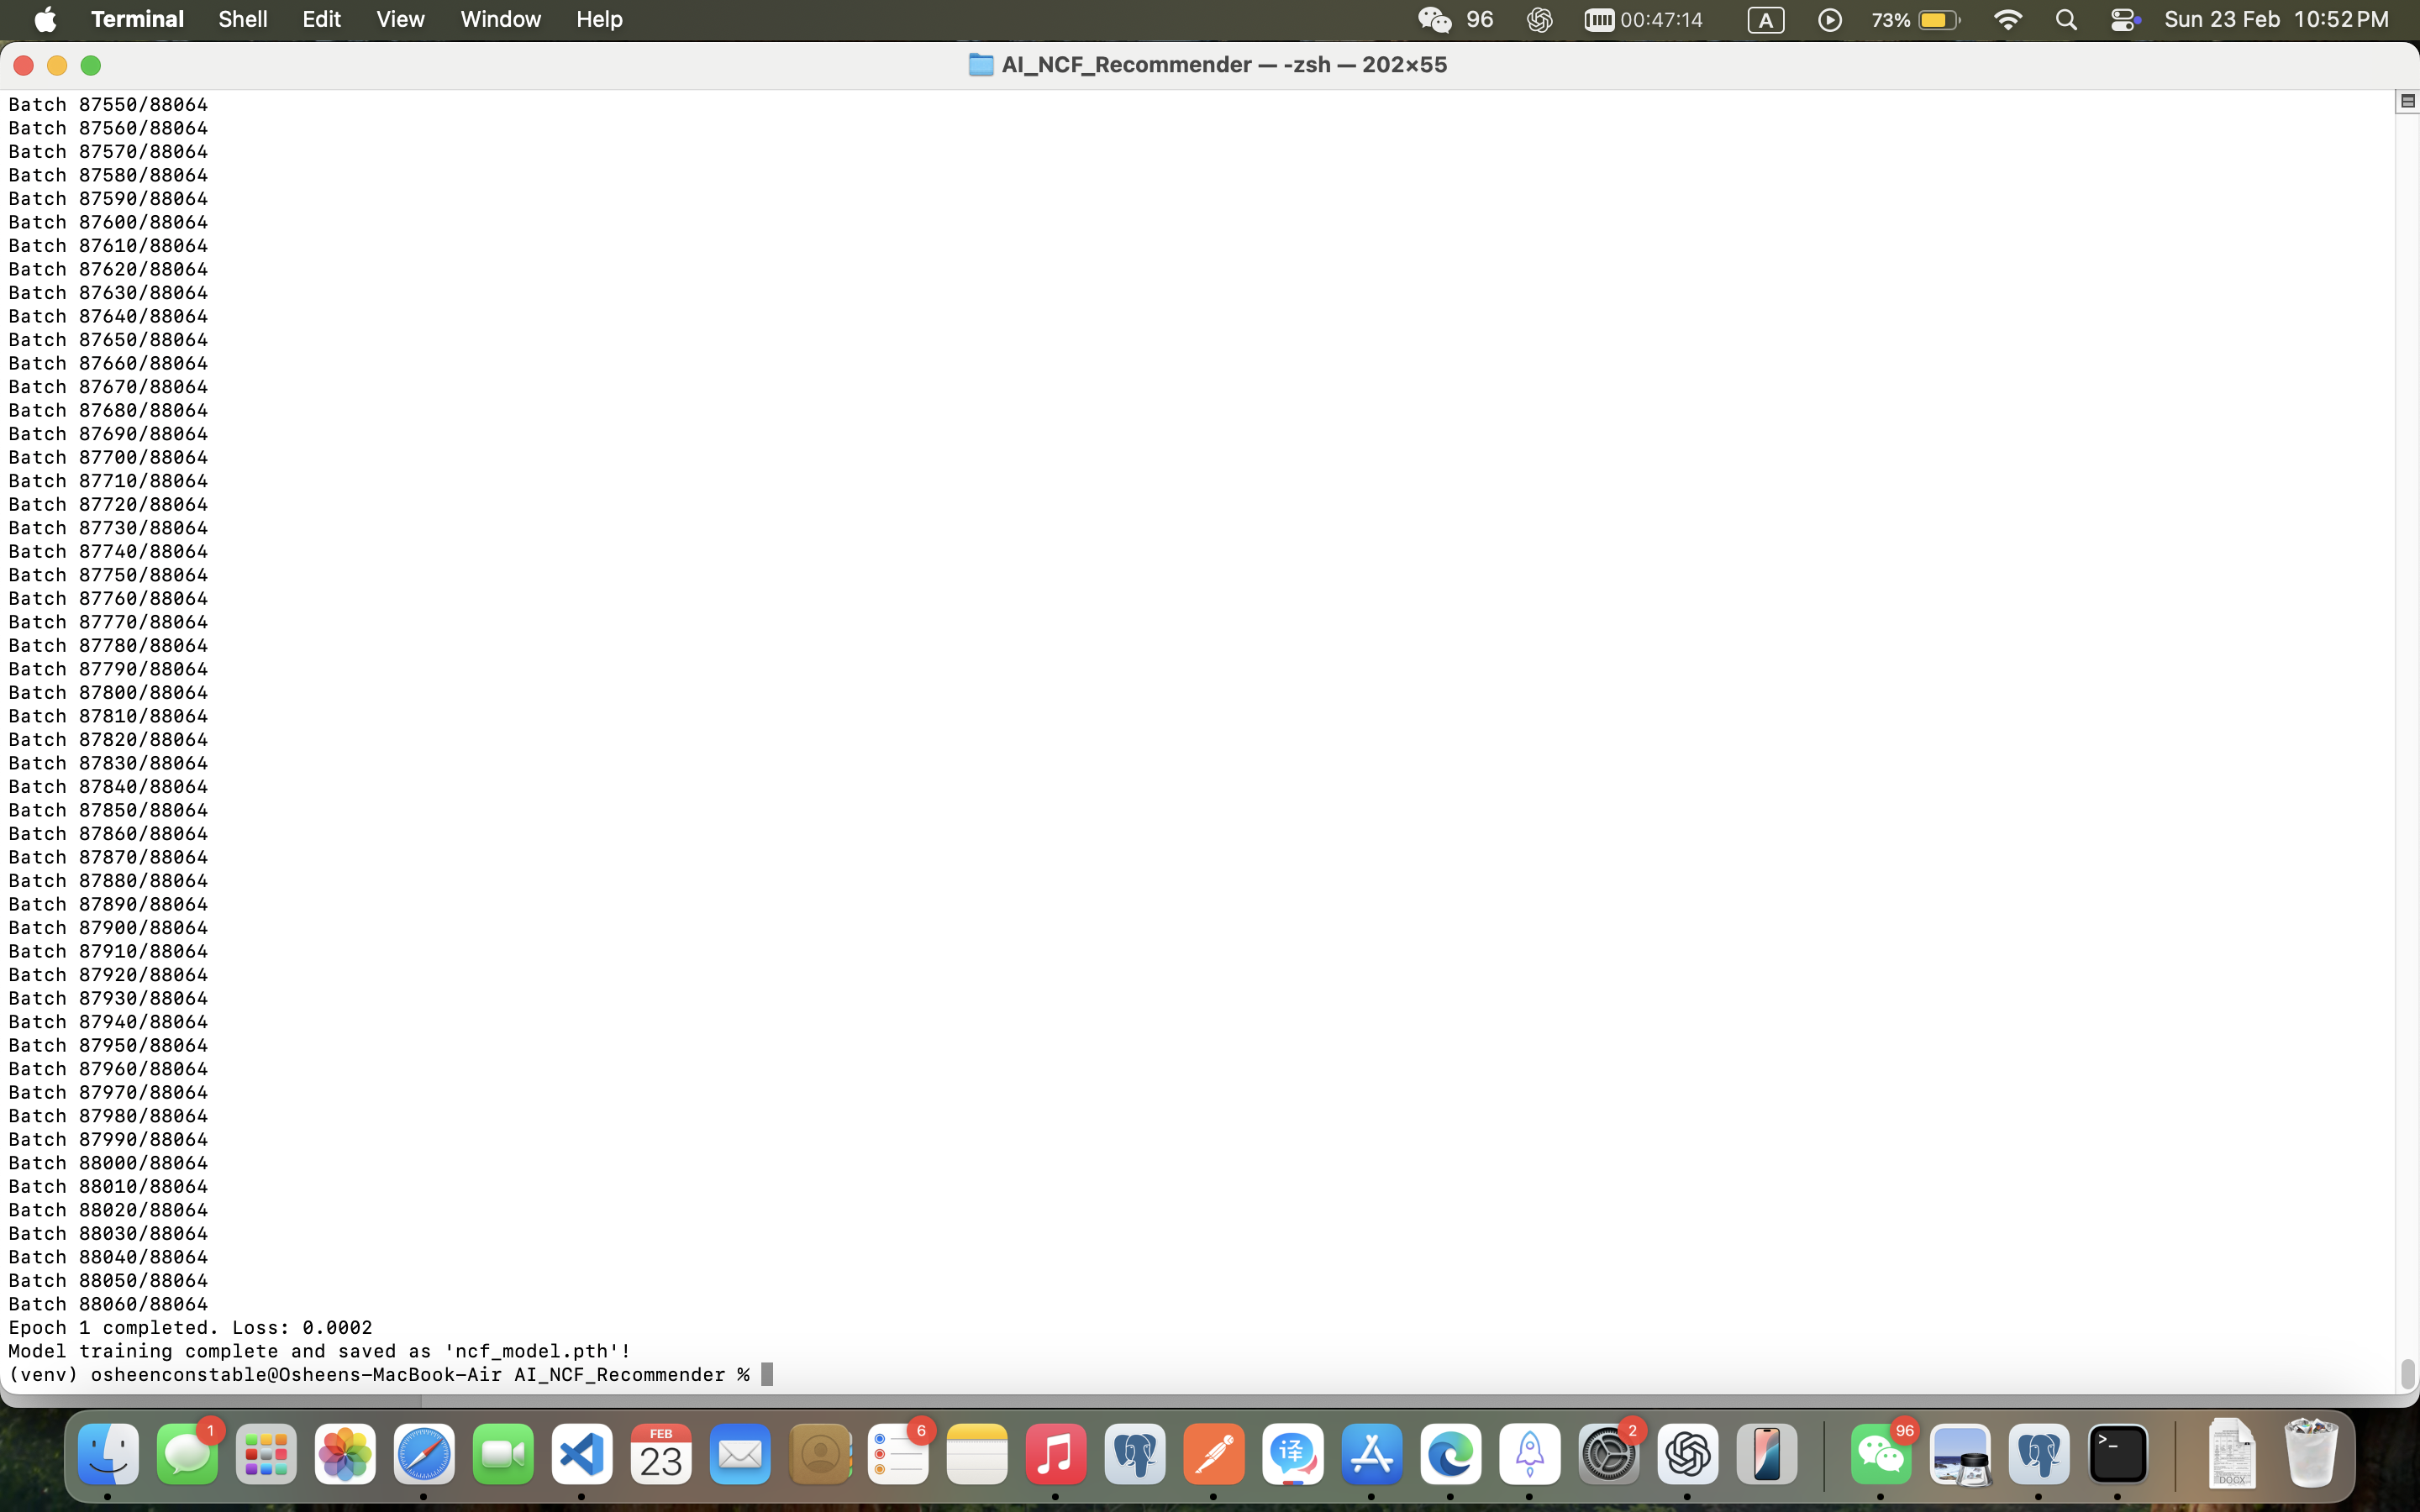 Terminal Shell Edit View Window Help 96 00:47:14 A 73% Sun 23 Feb 10:52 PM
AI_NCF_Recommender — -zsh — 202×55
Batch 87550/88064
Batch 87560/88064
Batch 87570/88064
Batch 87580/88064
Batch 87590/88064
Batch 87600/88064
Batch 87610/88064
Batch 87620/88064
Batch 87630/88064
Batch 87640/88064
Batch 87650/88064
Batch 87660/88064
Batch 87670/88064
Batch 87680/88064
Batch 87690/88064
Batch 87700/88064
Batch 87710/88064
Batch 87720/88064
Batch 87730/88064
Batch 87740/88064
Batch 87750/88064
Batch 87760/88064
Batch 87770/88064
Batch 87780/88064
Batch 87790/88064
Batch 87800/88064
Batch 87810/88064
Batch 87820/88064
Batch 87830/88064
Batch 87840/88064
Batch 87850/88064
Batch 87860/88064
Batch 87870/88064
Batch 87880/88064
Batch 87890/88064
Batch 87900/88064
Batch 87910/88064
Batch 87920/88064
Batch 87930/88064
Batch 87940/88064
Batch 87950/88064
Batch 87960/88064
Batch 87970/88064
Batch 87980/88064
Batch 87990/88064
Batch 88000/88064
Batch 88010/88064
Batch 88020/88064
Batch 88030/88064
Batch 88040/88064
Batch 88050/88064
Batch 88060/88064
Epoch 1 completed. Loss: 0.0002
Model training complete and saved as 'ncf_model.pth'!
(venv) osheenconstable@Osheens-MacBook-Air AI_NCF_Recommender %
1 FEB 6 2 96
23 译 >_ DOCX